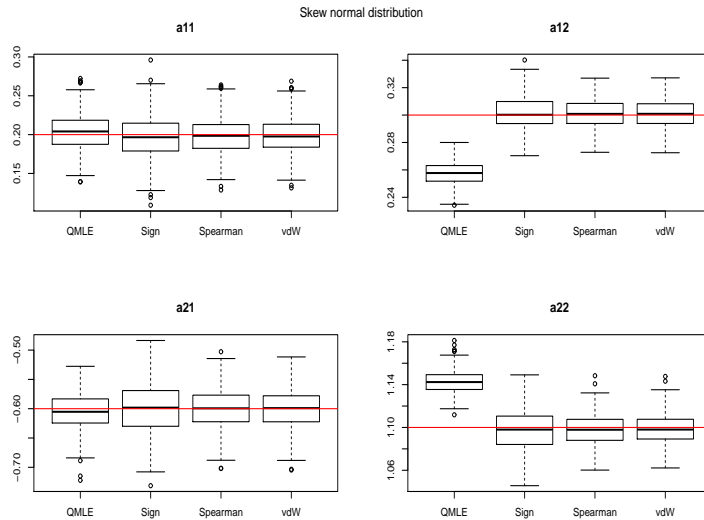 Skew normal distribution
a11
0.30
0.25
0.20
0.15
QMLE Sign Spearman vdW
a12
0.32
0.28
0.24
QMLE Sign Spearman vdW
a21
−0.50
−0.60
−0.70
QMLE Sign Spearman vdW
a22
1.18
1.14
1.10
1.06
QMLE Sign Spearman vdW